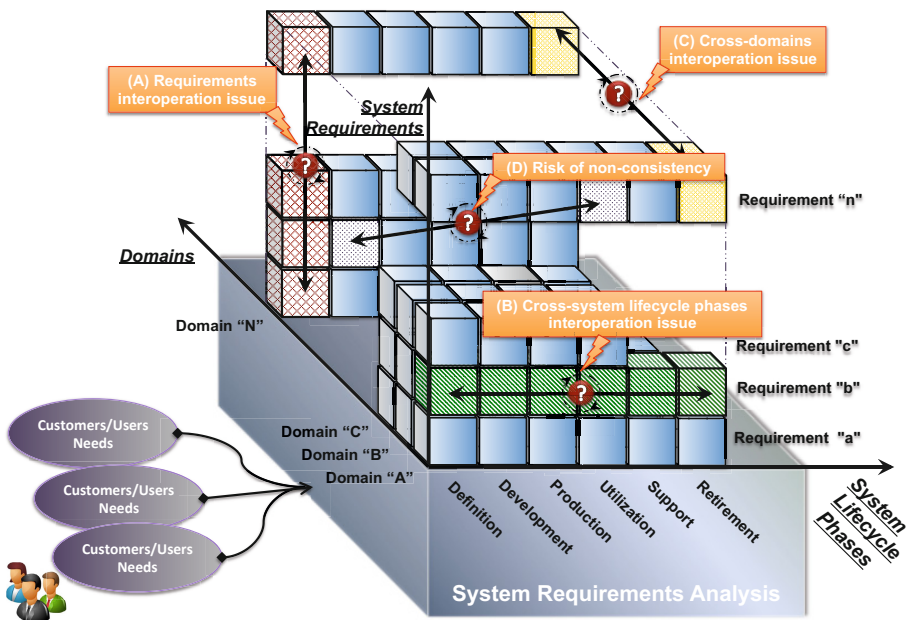 (C) Cross-domains
interoperation issue
(A) Requirements
interoperation issue
System
Requirements
?
?
(D) Risk of non-consistency
Requirement “n”
?
Domains
(B) Cross-system lifecycle phases
interoperation issue
Domain “N”
Requirement "c"
?
Requirement "b"
Customers/Users
Needs
Domain “C”
Requirement "a"
Domain “B”
Domain “A”
Customers/Users
Needs
Definition
Development
Production
Utilization
Support
Retirement
System
Lifecycle
Phases
Customers/Users
Needs
System Requirements Analysis